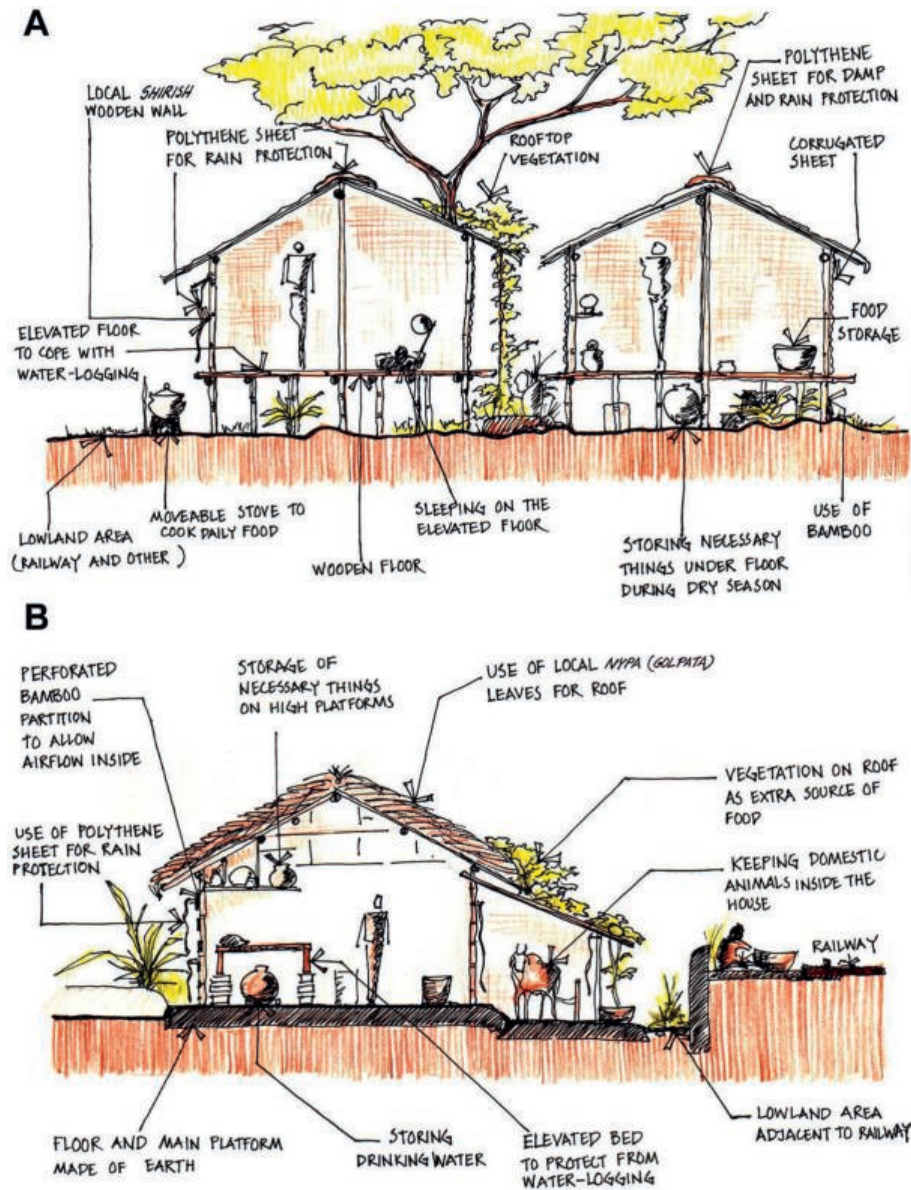 A
LOCAL SHIRISH
WOODEN WALL
POLYTHENE SHEET
FOR RAIN PROTECTION
ROOFTOP
VEGETATION
POLYTHENE
SHEET FOR DAMP
AND RAIN PROTECTION
CORRUGATED
SHEET
ELEVATED FLOOR
TO COPE WITH
WATER-LOGGING
FOOD
STORAGE
LOWLAND AREA
(RAILWAY AND OTHER)
MOVEABLE STOVE TO
COOK DAILY FOOD
WOODEN FLOOR
SLEEPING ON THE
ELEVATED FLOOR
STORING NECESSARY
THINGS UNDER FLOOR
DURING DRY SEASON
USE OF
BAMBOO
B
PERFORATED
BAMBOO
PARTITION
TO ALLOW
AIRFLOW INSIDE
STORAGE OF
NECESSARY THINGS
ON HIGH PLATFORMS
USE OF LOCAL NYPA (GOLPATA)
LEAVES FOR ROOF
USE OF POLYTHENE
SHEET FOR RAIN
PROTECTION
VEGETATION ON ROOF
AS EXTRA SOURCE OF
FOOD
KEEPING DOMESTIC
ANIMALS INSIDE THE
HOUSE
RAILWAY
FLOOR AND MAIN PLATFORM
MADE OF EARTH
STORING
DRINKING WATER
ELEVATED BED
TO PROTECT FROM
WATER-LOGGING
LOWLAND AREA
ADJACENT TO RAILWAY